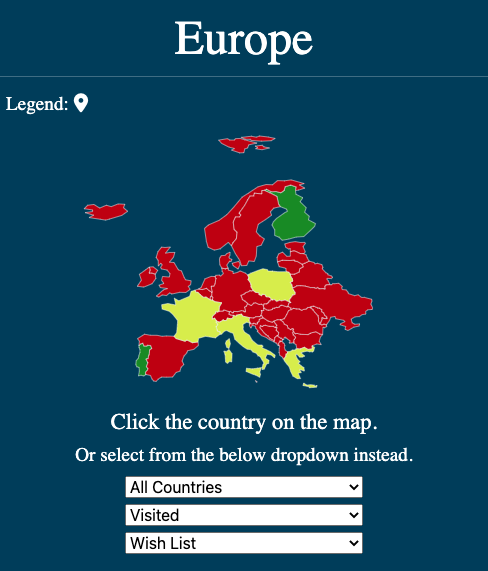 Europe
Legend:
Click the country on the map.
Or select from the below dropdown instead.
All Countries
Visited
Wish List